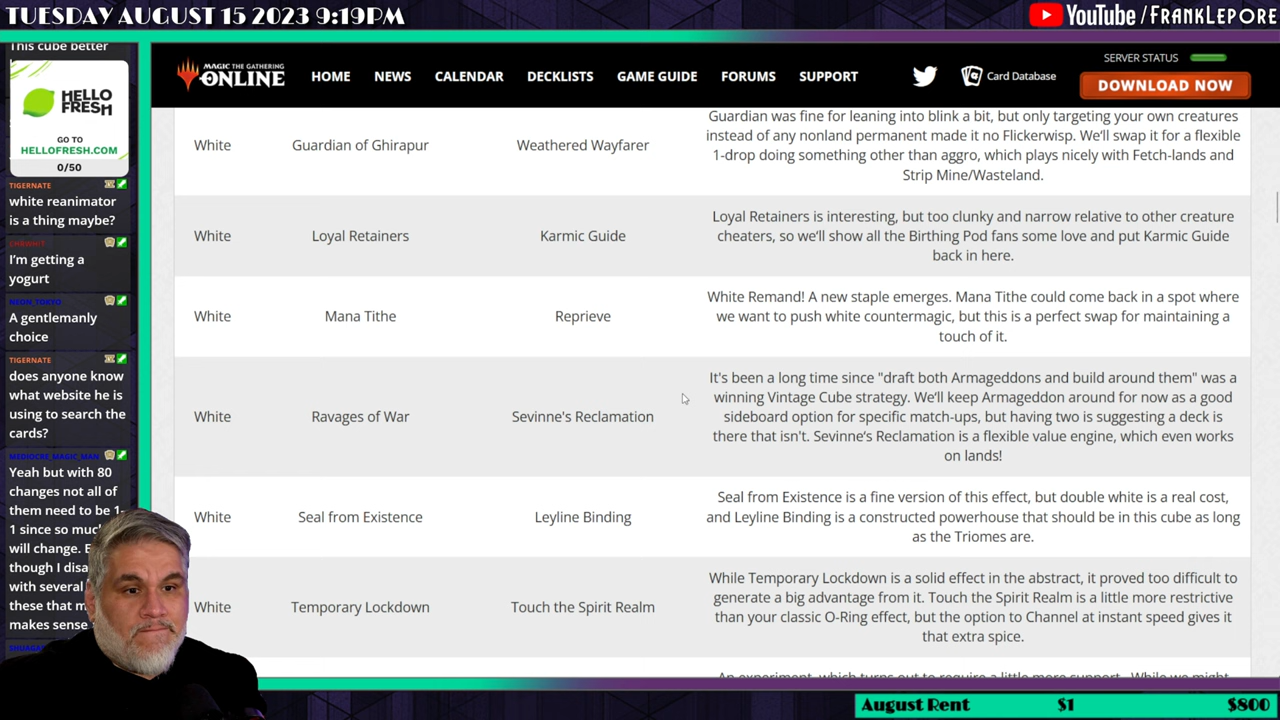 TUESDAY AUGUST 15 2023 9:19PM
YouTube /FRANKLEPORE
This cube better
HELLO
FRESH
GO TO
HELLOFRESH.COM
0/50
TIGERNATE
white reanimator
is a thing maybe?
I'm getting a
yogurt
NEON_TOKYO
A gentlemanly
choice
TIGERNATE
does anyone know
what website he is
using to search the
cards?
MEDIOCRE_MAGIC_MAN
Yeah but with 80
changes not all of
them need to be 1-
1 since so much
will change. E
though I disa
with several
these that m
makes sense
MAGIC THE GATHERING
ONLINE
HOME
NEWS
CALENDAR
DECKLISTS
GAME GUIDE
FORUMS
SUPPORT
Card Database
SERVER STATUS
DOWNLOAD NOW
White
Guardian of Ghirapur
Weathered Wayfarer
Guardian was fine for leaning into blink a bit, but only targeting your own creatures
instead of any nonland permanent made it no Flickerwisp. We'll swap it for a flexible
1-drop doing something other than aggro, which plays nicely with Fetch-lands and
Strip Mine/Wasteland.
White
Loyal Retainers
Karmic Guide
Loyal Retainers is interesting, but too clunky and narrow relative to other creature
cheaters, so we'll show all the Birthing Pod fans some love and put Karmic Guide
back in here.
White
Mana Tithe
Reprieve
White Remand! A new staple emerges. Mana Tithe could come back in a spot where
we want to push white countermagic, but this is a perfect swap for maintaining a
touch of it.
White
Ravages of War
Sevinne's Reclamation
It's been a long time since "draft both Armageddons and build around them" was a
winning Vintage Cube strategy. We'll keep Armageddon around for now as a good
sideboard option for specific match-ups, but having two is suggesting a deck is
there that isn't. Sevinne's Reclamation is a flexible value engine, which even works
on lands!
White
Seal from Existence
Leyline Binding
Seal from Existence is a fine version of this effect, but double white is a real cost,
and Leyline Binding is a constructed powerhouse that should be in this cube as long
as the Triomes are.
White
Temporary Lockdown
Touch the Spirit Realm
While Temporary Lockdown is a solid effect in the abstract, it proved too difficult to
generate a big advantage from it. Touch the Spirit Realm is a little more restrictive
than your classic O-Ring effect, but the option to Channel at instant speed gives it
that extra spice.
An experiment, which turns out to require a little more support. While we might
August Rent
$1
$800